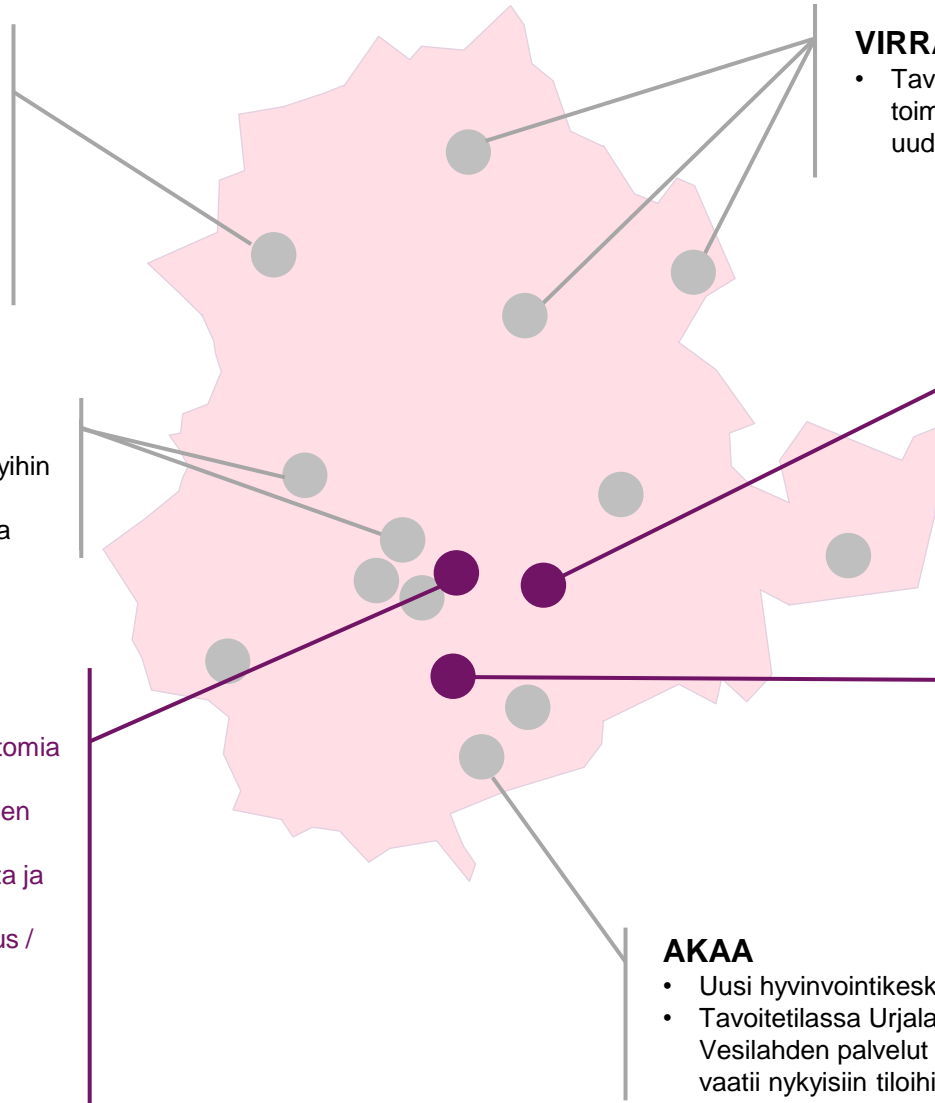 VIRRA
• Tav
toim
uud
yihin
a
tomia
en
a ja
us /
AKAA
• Uusi hyvinvointikesk
• Tavoitetilassa Urjala
Vesilahden palvelut
vaatii nykyisiin tiloihi